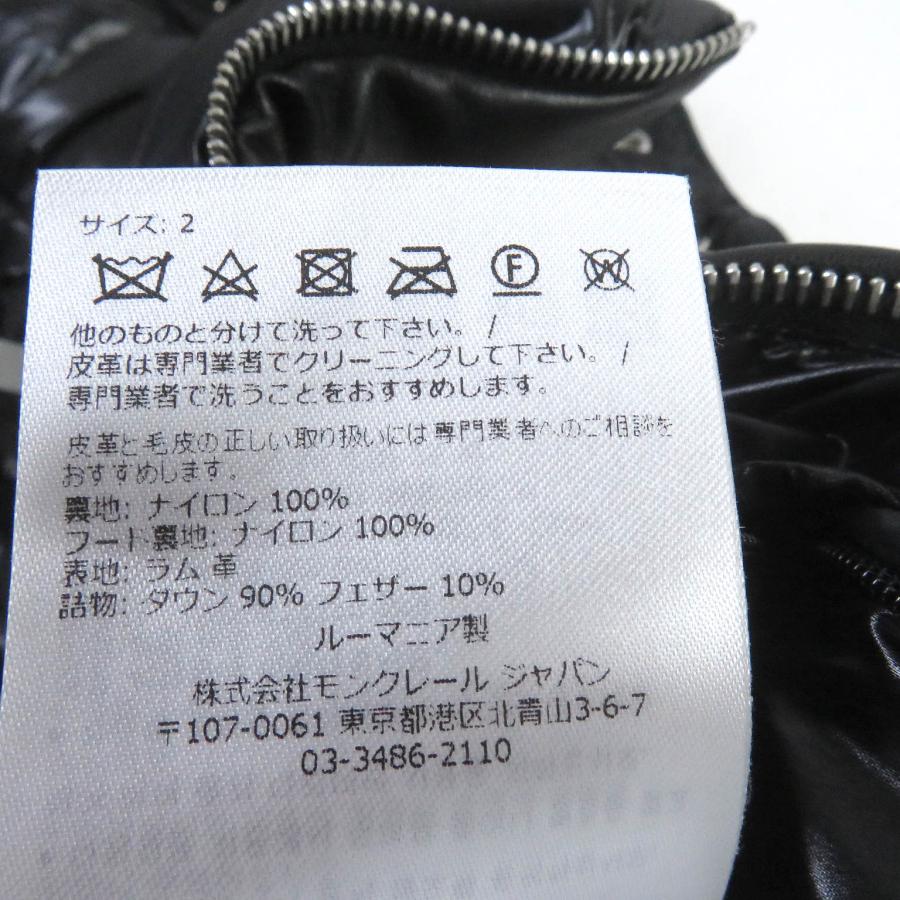 サイズ: 2
F W
他のものと分けて洗って下さい。 /
皮革は専門業者でクリーニングして下さい。 /
専門業者で洗うことをおすすめします。
皮革と毛皮の正しい取り扱いには専門業者へのご相談を
おすすめします。
裏地: ナイロン 100%
フード裏地: ナイロン 100%
表地: ラム 革
詰物: ダウン 90% フェザー 10%
ルーマニア製
株式会社モンクレール ジャパン
〒107-0061 東京都港区北青山3-6-7
03-3486-2110